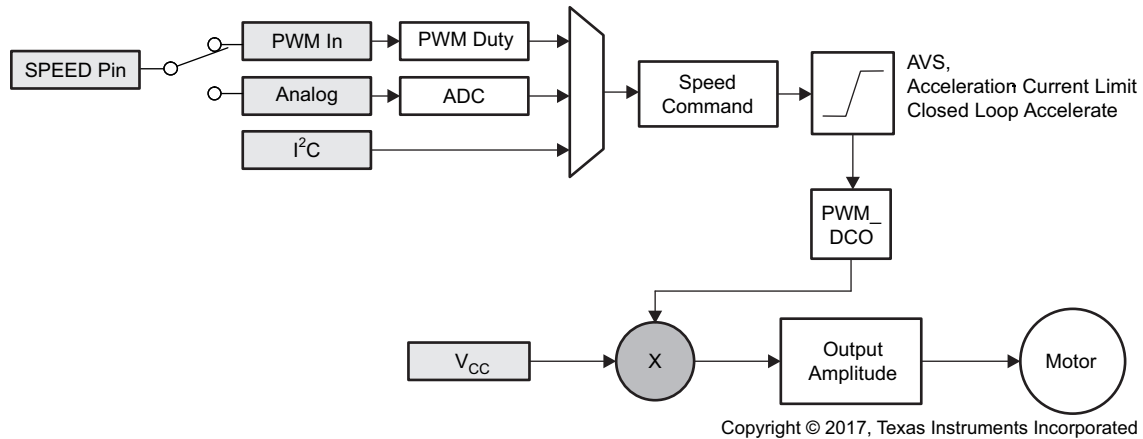 SPEED Pin
PWM In
PWM Duty
Analog
ADC
I²C
Speed
Command
AVS,
Acceleration Current Limit
Closed Loop Accelerate
PWM_
DCO
VCC
X
Output
Amplitude
Motor
Copyright © 2017, Texas Instruments Incorporated